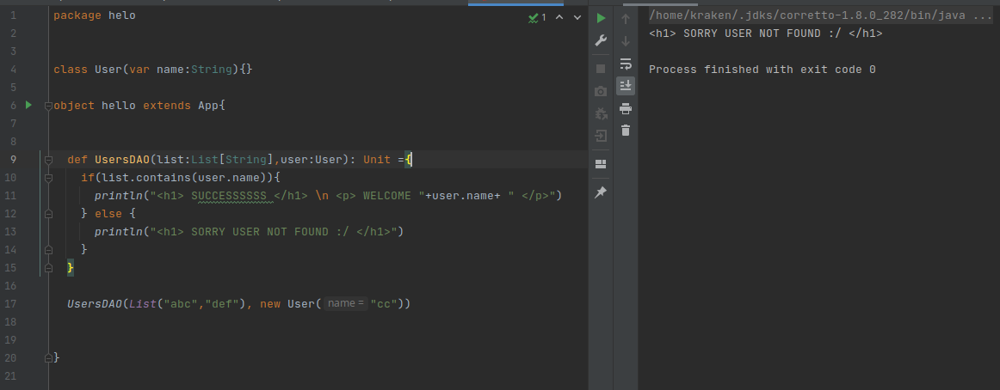 1 package helo
2
3
4 class User(var name:String){}
5
6 object hello extends App{
7
8
9 def UsersDAO(list:List[String],user:User): Unit ={
10 if(list.contains(user.name)){
11 println("<h1> SUCCESSSSSS </h1> \n <p> WELCOME "+user.name+ " </p>")
12 } else {
13 println("<h1> SORRY USER NOT FOUND :/ </h1>")
14 }
15 }
16
17 UsersDAO(List("abc","def"), new User( name = "cc"))
18
19
20 }
21
1
/home/kraken/.jdks/corretto-1.8.0_282/bin/java ...
<h1> SORRY USER NOT FOUND :/ </h1>
Process finished with exit code 0